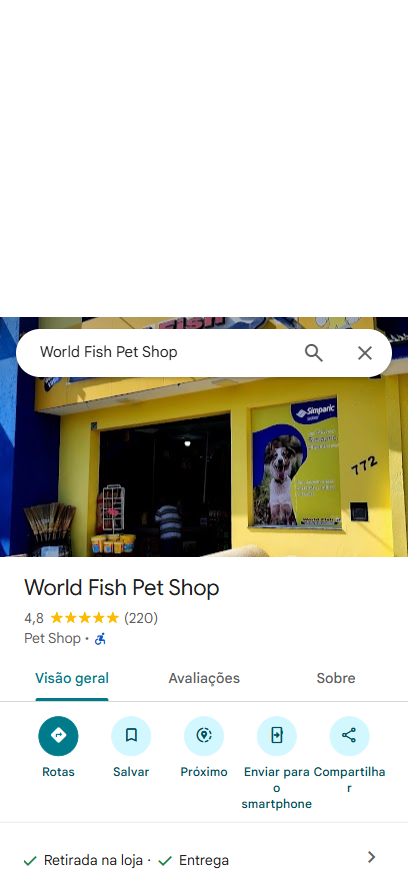 Fish
World Fish Pet Shop
Simparic
772
World Fish Pet Shop
4,8 (220)
Pet Shop ·
Visão geral Avaliações Sobre
Rotas Salvar Próximo Enviar para o smartphone Compartilhar
Retirada na loja · Entrega